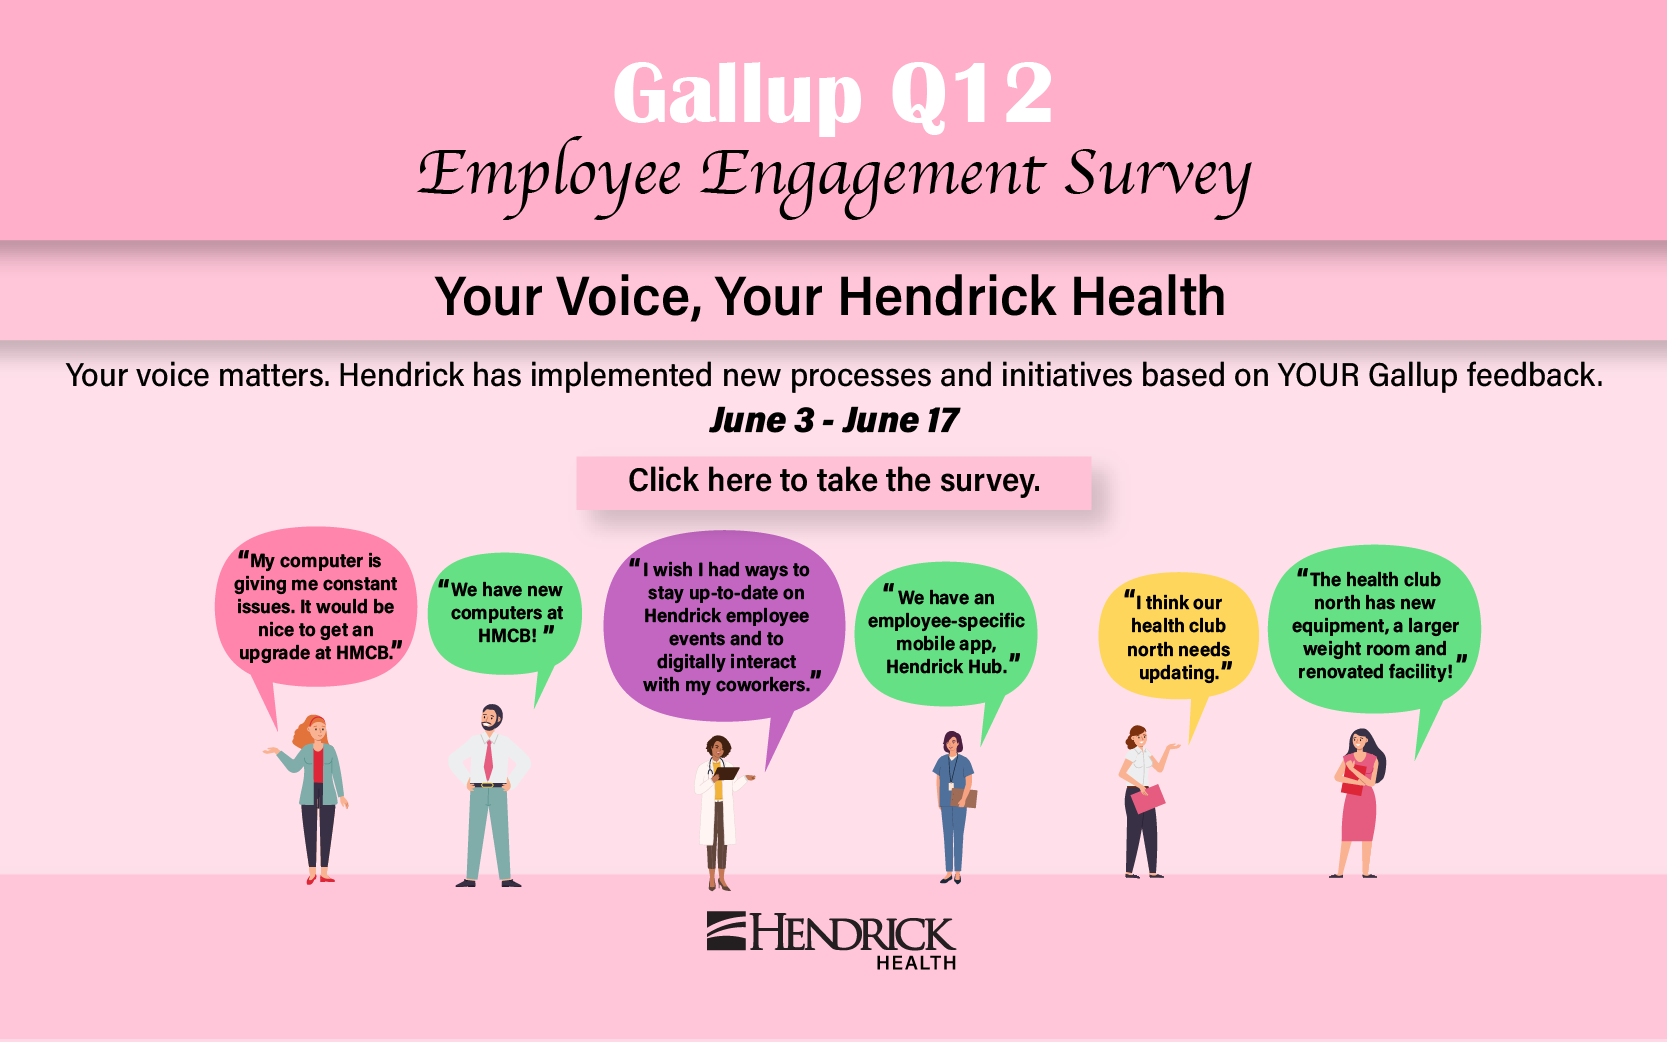 Gallup Q12
Employee Engagement Survey
Your Voice, Your Hendrick Health
Your voice matters. Hendrick has implemented new processes and initiatives based on YOUR Gallup feedback.
June 3 - June 17
Click here to take the survey.
"My computer is
giving me constant
issues. It would be
nice to get an
upgrade at HMCB."
"We have new
computers at
HMCB! "
"I wish I had ways to
stay up-to-date on
Hendrick employee
events and to
digitally interact
with my coworkers."
"We have an
employee-specific
mobile app,
Hendrick Hub."
"I think our
health club
north needs
updating."
"The health club
north has new
equipment, a larger
weight room and
renovated facility!"
HENDRICK
HEALTH